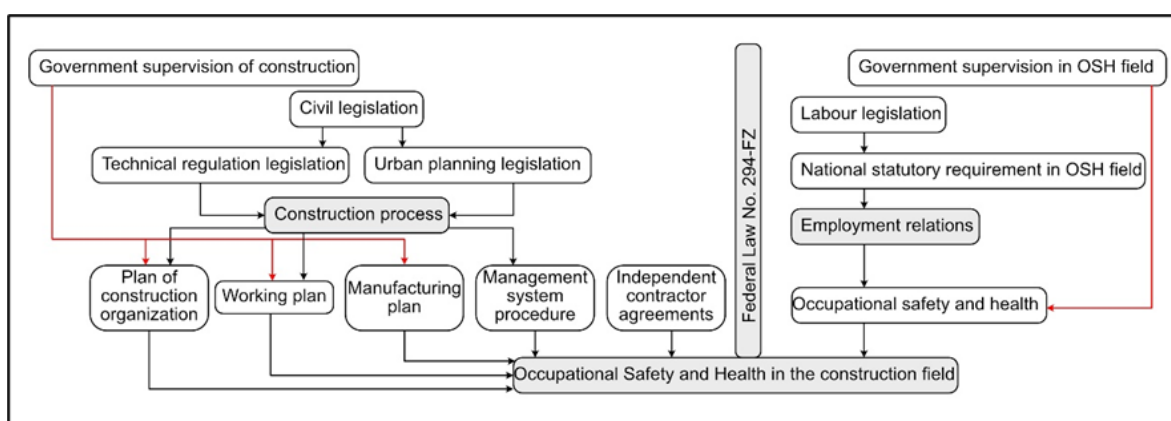 Government supervision of construction
Government supervision in OSH field
Civil legislation
Labour legislation
Technical regulation legislation
Urban planning legislation
National statutory requirement in OSH field
Construction process
Employment relations
Federal Law No. 294-FZ
Plan of
construction
organization
Working plan
Manufacturing
plan
Management
system
procedure
Independent
contractor
agreements
Occupational safety and health
Occupational Safety and Health in the construction field